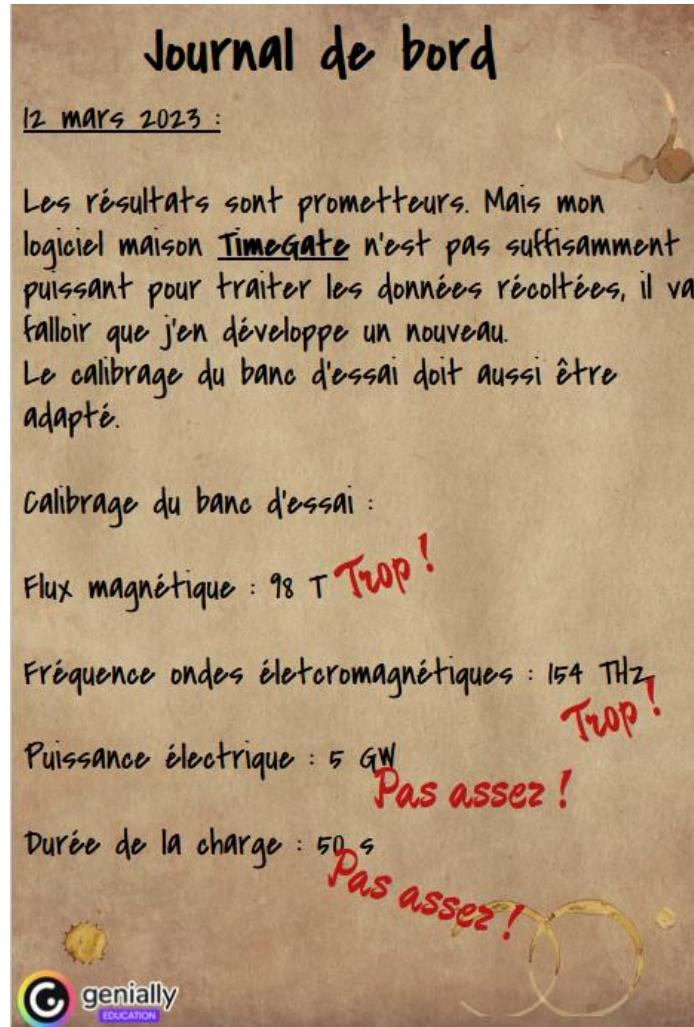 Journal de bord
12 mars 2023 :
Les résultats sont prometteurs. Mais mon
logiciel maison TimeGate n'est pas suffisamment
puissant pour traiter les données récoltées, il va
falloir que j'en développe un nouveau.
Le calibrage du banc d'essai doit aussi être
adapté.
Calibrage du banc d'essai :
Flux magnétique : 98 T Trop !
Fréquence ondes életcromagnétiques : 154 THz
Trop !
Puissance électrique : 5 GW
Pas assez !
Durée de la charge : 50 s
Pas assez !
genially
EDUCATION